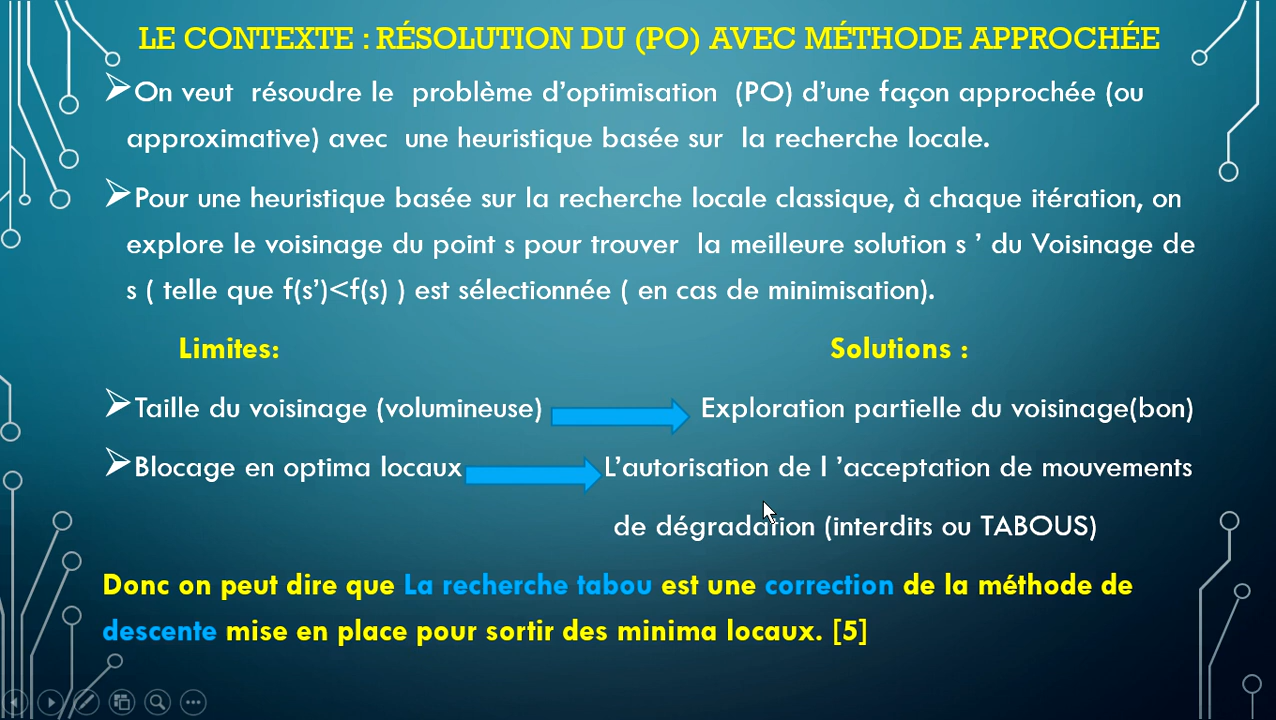 LE CONTEXTE : RÉSOLUTION DU (PO) AVEC MÉTHODE APPROCHÉE
On veut résoudre le problème d'optimisation (PO) d'une façon approchée (ou
approximative) avec une heuristique basée sur la recherche locale.
Pour une heuristique basée sur la recherche locale classique, à chaque itération, on
explore le voisinage du point s pour trouver la meilleure solution s ' du Voisinage de
s ( telle que f(s')<f(s) ) est sélectionnée ( en cas de minimisation).
Limites: Solutions :
Taille du voisinage (volumineuse) Exploration partielle du voisinage(bon)
Blocage en optima locaux L'autorisation de l 'acceptation de mouvements
de dégradation (interdits ou TABOUS)
Donc on peut dire que La recherche tabou est une correction de la méthode de
descente mise en place pour sortir des minima locaux. [5]